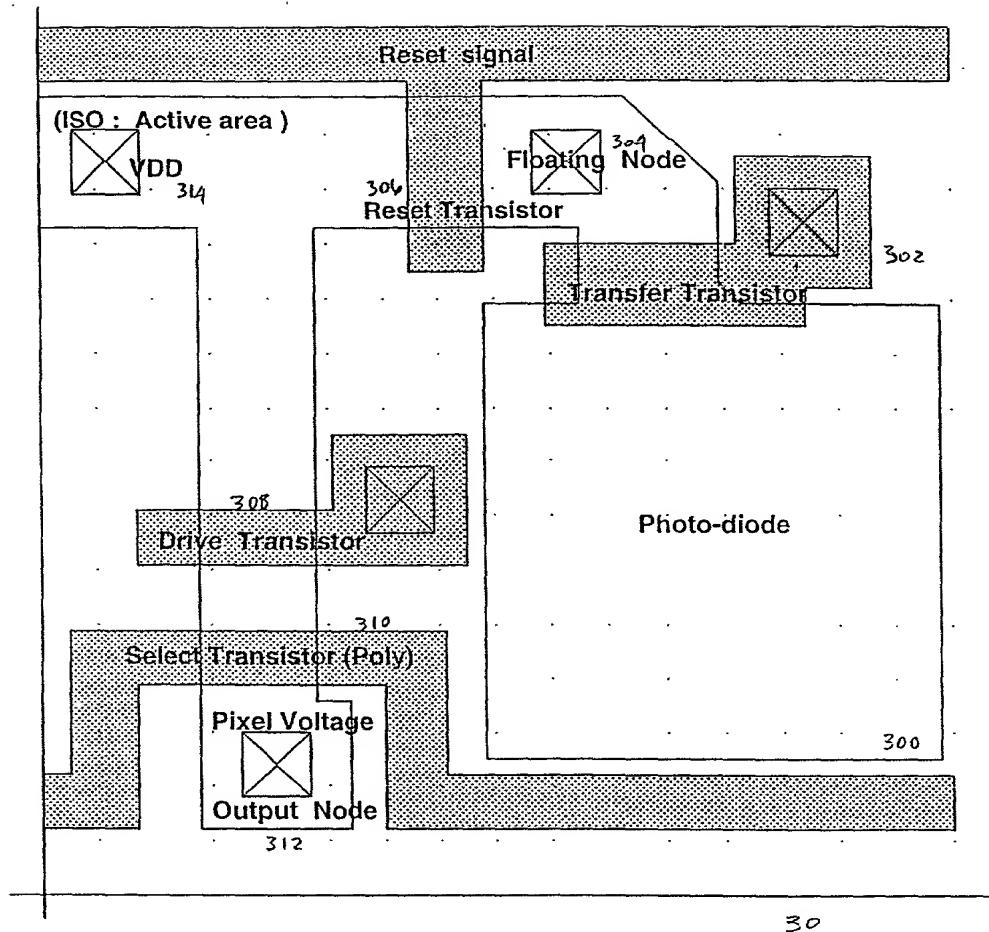 Reset signal
(ISO : Active area )
304
Floating Node
VDD
314
306
Reset Transistor
302
Transfer Transistor
308
Drive Transistor
Photo-diode
310
Select Transistor (Poly)
Pixel Voltage
300
Output Node
312
30